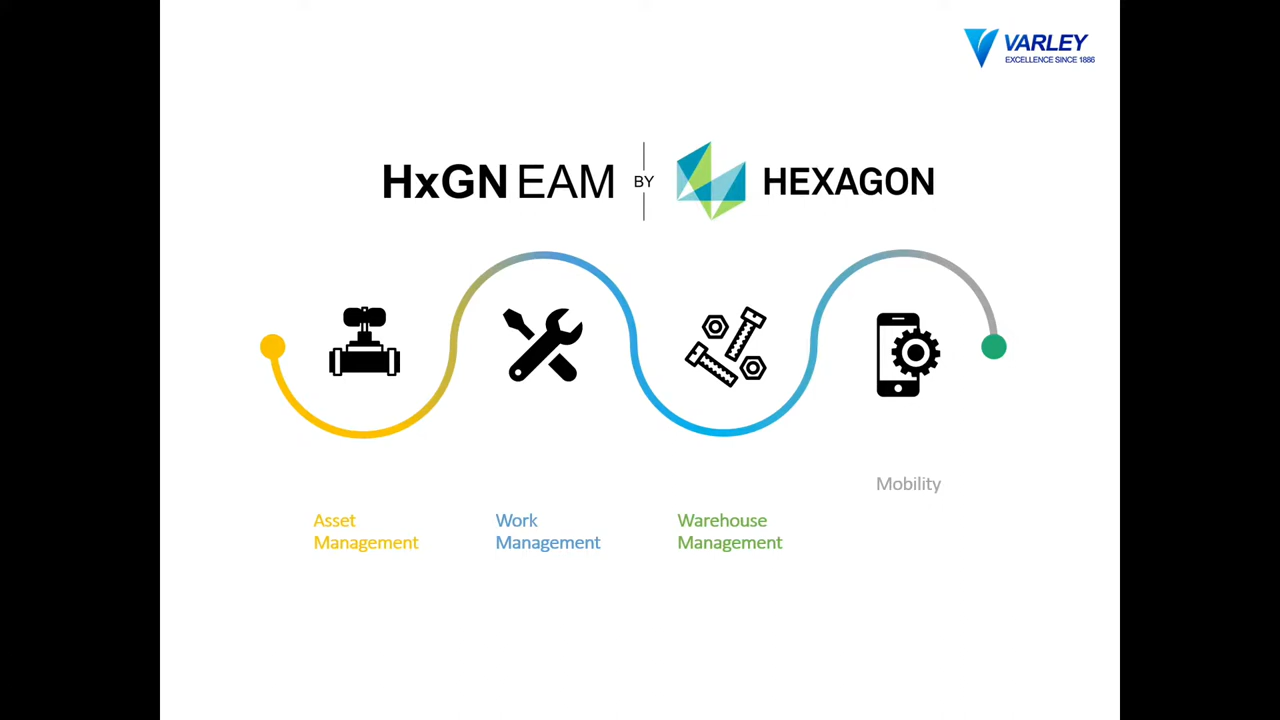 VARLEY
EXCELLENCE SINCE 1886
HxGN EAM BY HEXAGON
Mobility
Asset
Management
Work
Management
Warehouse
Management